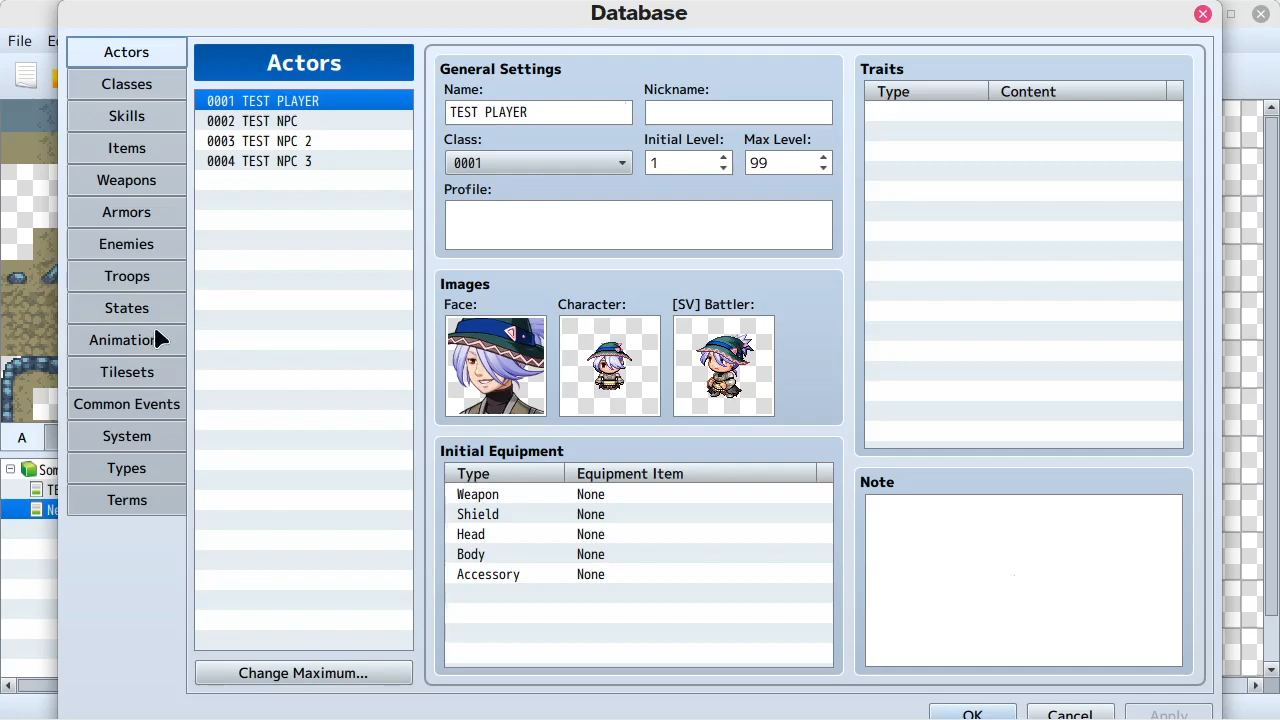 Database
File
Actors
Classes
Skills
Items
Weapons
Armors
Enemies
Troops
States
Animation
Tilesets
Common Events
System
Types
Terms
A
Actors
0001 TEST PLAYER
0002 TEST NPC
0003 TEST NPC 2
0004 TEST NPC 3
Change Maximum...
General Settings
Name:
Nickname:
TEST PLAYER
Class:
Initial Level:
Max Level:
0001
1
99
Profile:
Images
Face:
Character:
[SV] Battler:
Initial Equipment
Type
Equipment Item
Weapon
None
Shield
None
Head
None
Body
None
Accessory
None
Traits
Type
Content
Note
OK
Cancel
Apply